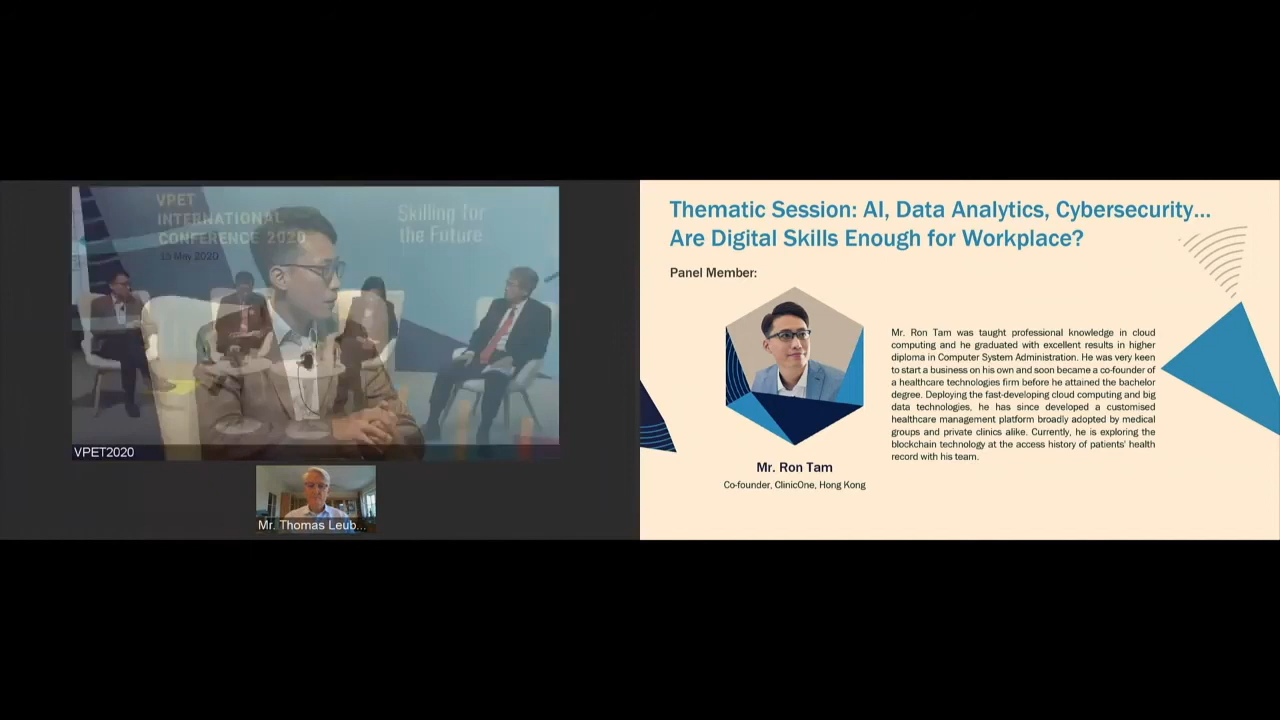 VPET
INTERNATIONAL
CONFERENCE 2020
15 May 2020
Skilling for
the Future
VPET2020
Mr. Thomas Leub...
Thematic Session: AI, Data Analytics, Cybersecurity...
Are Digital Skills Enough for Workplace?
Panel Member:
Mr. Ron Tam was taught professional knowledge in cloud
computing and he graduated with excellent results in higher
diploma in Computer System Administration. He was very keen
to start a business on his own and soon became a co-founder of
a healthcare technologies firm before he attained the bachelor
degree. Deploying the fast-developing cloud computing and big
data technologies, he has since developed a customised
healthcare management platform broadly adopted by medical
groups and private clinics alike. Currently, he is exploring the
blockchain technology at the access history of patients' health
record with his team.
Mr. Ron Tam
Co-founder, ClinicOne, Hong Kong